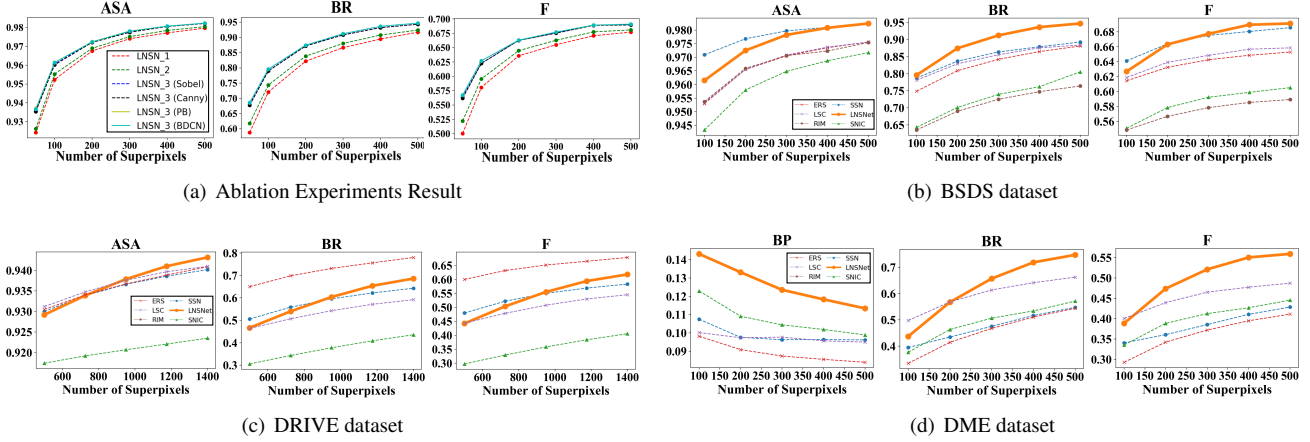 ASA
BR
F
0.98
0.97
0.96
0.95
0.94
0.93
LNSN_1
LNSN_2
LNSN_3 (Sobel)
LNSN_3 (Canny)
LNSN_3 (PB)
LNSN_3 (BDCN)
100 200 300 400 500
Number of Superpixels
0.95
0.90
0.85
0.80
0.75
0.70
0.65
0.60
100 200 300 400 500
Number of Superpixels
0.700
0.675
0.650
0.625
0.600
0.575
0.550
0.525
0.500
100 200 300 400 500
Number of Superpixels
(a) Ablation Experiments Result
ASA
BR
F
0.980
0.975
0.970
0.965
0.960
0.955
0.950
0.945
ERS
LSC
RIM
SSN
LNSNet
SNIC
100 150 200 250 300 350 400 450 500
Number of Superpixels
0.95
0.90
0.85
0.80
0.75
0.70
0.65
100 150 200 250 300 350 400 450 500
Number of Superpixels
0.68
0.66
0.64
0.62
0.60
0.58
0.56
100 150 200 250 300 350 400 450 500
Number of Superpixels
(b) BSDS dataset
ASA
BR
F
0.940
0.935
0.930
0.925
0.920
ERS
LSC
RIM
SSN
LNSNet
SNIC
600 800 1000 1200 1400
Number of Superpixels
0.8
0.7
0.6
0.5
0.4
0.3
600 800 1000 1200 1400
Number of Superpixels
0.65
0.60
0.55
0.50
0.45
0.40
0.35
0.30
600 800 1000 1200 1400
Number of Superpixels
(c) DRIVE dataset
BP
BR
F
0.14
0.13
0.12
0.11
0.10
0.09
ERS
LSC
RIM
SSN
LNSNet
SNIC
100 150 200 250 300 350 400 450 500
Number of Superpixels
0.7
0.6
0.5
0.4
100 150 200 250 300 350 400 450 500
Number of Superpixels
0.55
0.50
0.45
0.40
0.35
0.30
100 150 200 250 300 350 400 450 500
Number of Superpixels
(d) DME dataset